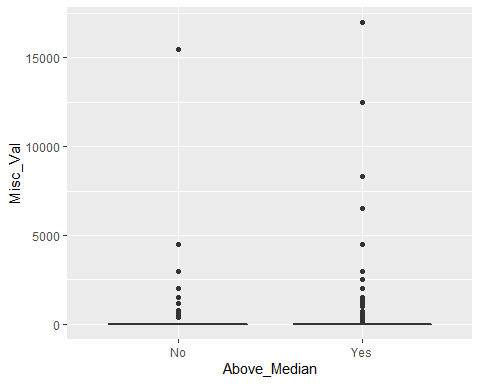 15000
10000
5000
0
Misc_Val
No
Yes
Above_Median